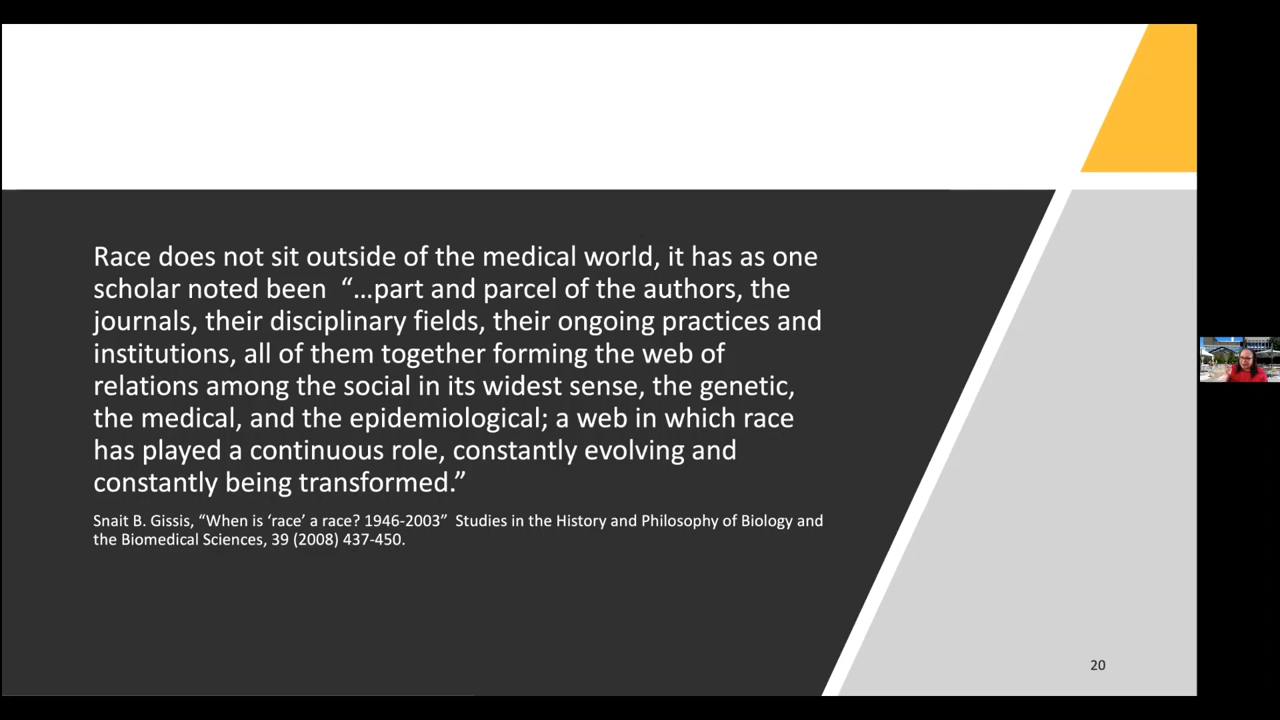 Race does not sit outside of the medical world, it has as one
scholar noted been  “…part and parcel of the authors, the
journals, their disciplinary fields, their ongoing practices and
institutions, all of them together forming the web of
relations among the social in its widest sense, the genetic,
the medical, and the epidemiological; a web in which race
has played a continuous role, constantly evolving and
constantly being transformed.”
Snait B. Gissis, “When is ‘race’ a race? 1946-2003”  Studies in the History and Philosophy of Biology and
the Biomedical Sciences, 39 (2008) 437-450.
20